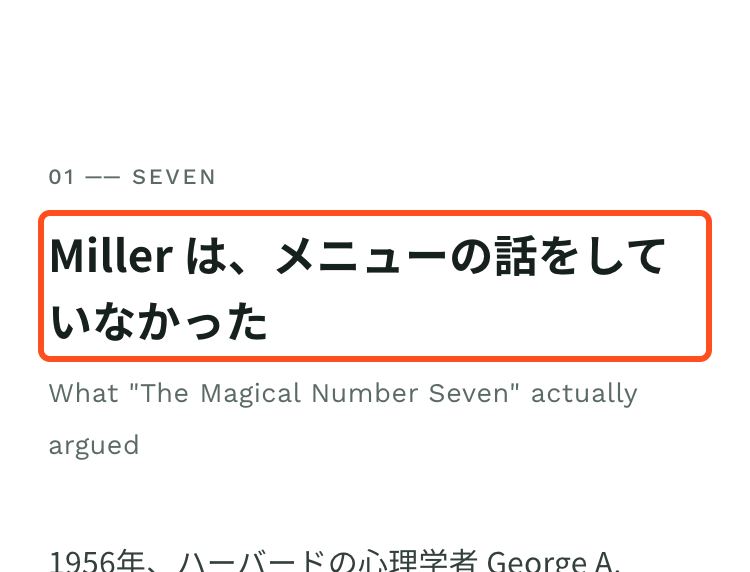 01 —— SEVEN
Miller は、メニューの話をして
いなかった
What "The Magical Number Seven" actually
argued
1956年、ハーバードの心理学者 George A.